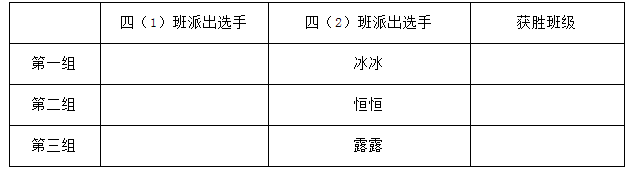 四（1）班派出选手 四（2）班派出选手 获胜班级
第一组 冰冰
第二组 恒恒
第三组 露露